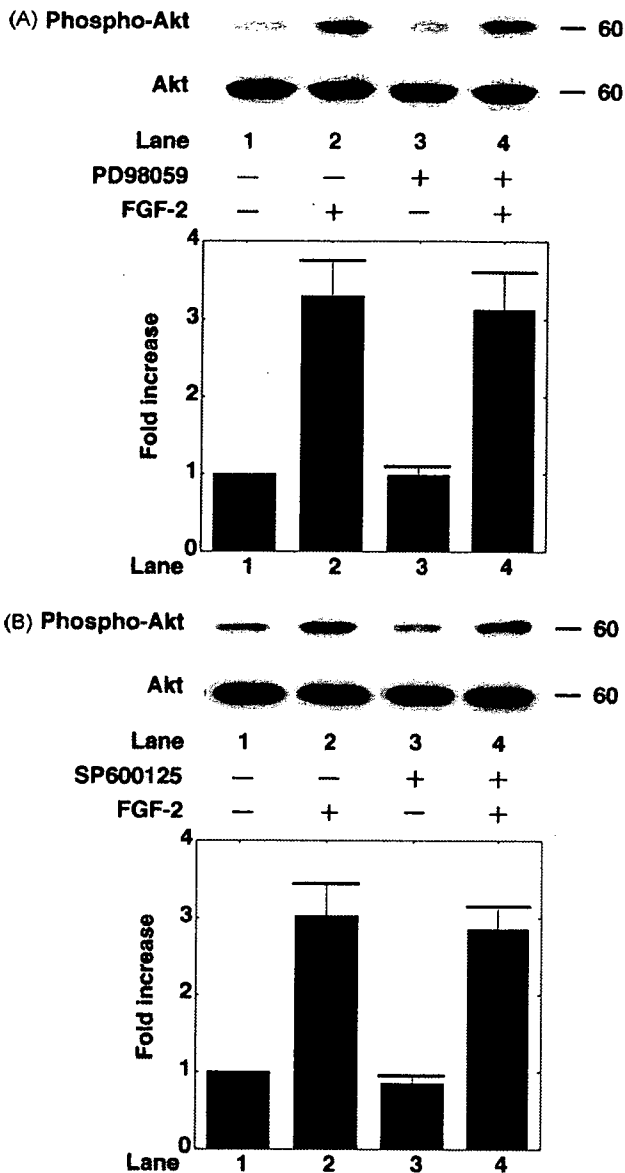 (A) Phospho-Akt — 60
Akt — 60
Lane 1 2 3 4
PD98059 — — + +
FGF-2 — + — +
4
3
2
1
0
Fold increase
Lane 1 2 3 4
(B) Phospho-Akt — 60
Akt — 60
Lane 1 2 3 4
SP600125 — — + +
FGF-2 — + — +
4
3
2
1
0
Fold increase
Lane 1 2 3 4